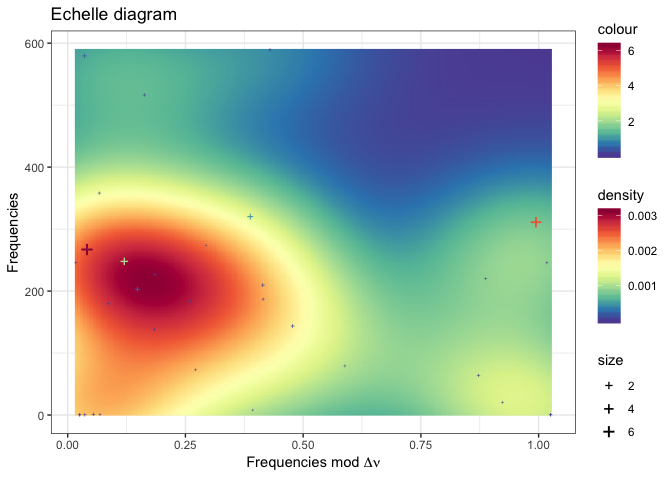 Echelle diagram
600
400
200
0
Frequencies
0.00 0.25 0.50 0.75 1.00
Frequencies mod Δν
colour
6
4
2
density
0.003
0.002
0.001
size
2
4
6